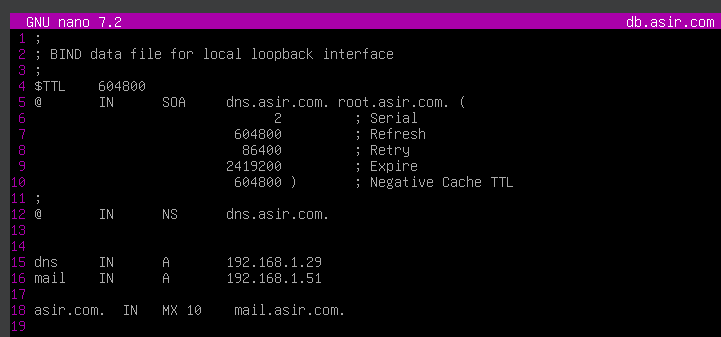 GNU nano 7.2 db.asir.com
1 ;
2 ; BIND data file for local loopback interface
3 ;
4 $TTL 604800
5 @ IN SOA dns.asir.com. root.asir.com. (
6 2 ; Serial
7 604800 ; Refresh
8 86400 ; Retry
9 2419200 ; Expire
10 604800 ) ; Negative Cache TTL
11 ;
12 @ IN NS dns.asir.com.
13
14
15 dns IN A 192.168.1.29
16 mail IN A 192.168.1.51
17
18 asir.com. IN MX 10 mail.asir.com.
19